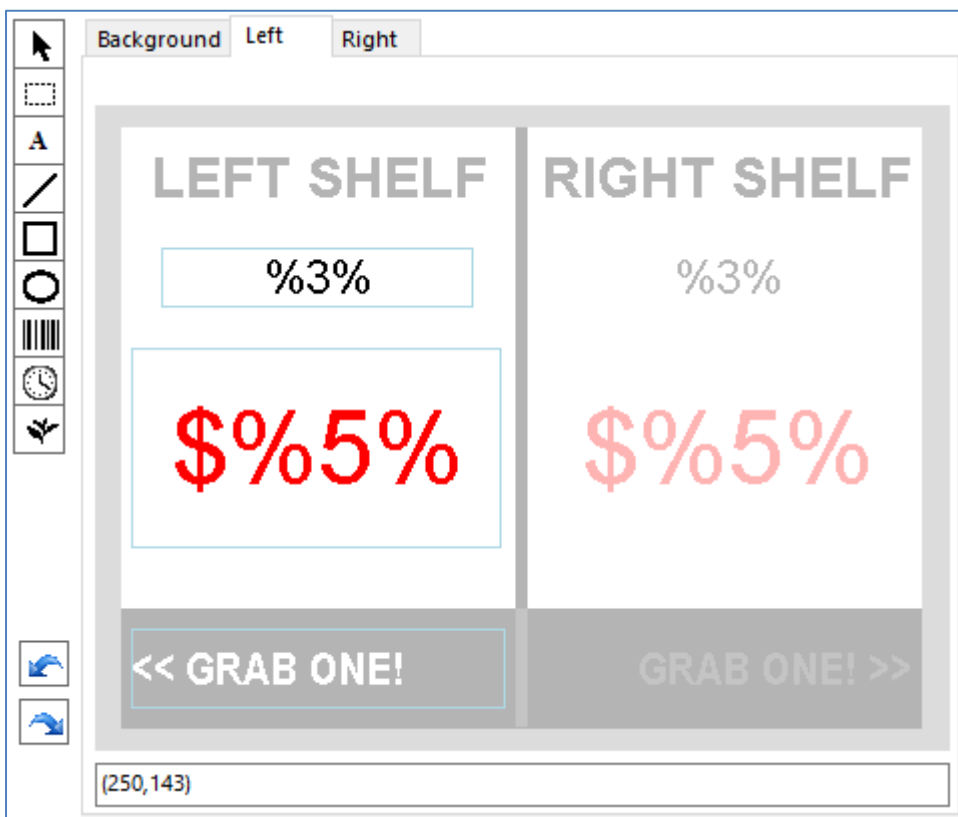 Background Left Right
A
LEFT SHELF RIGHT SHELF
%3% %3%
$%5% $%5%
<< GRAB ONE! GRAB ONE! >>
(250,143)